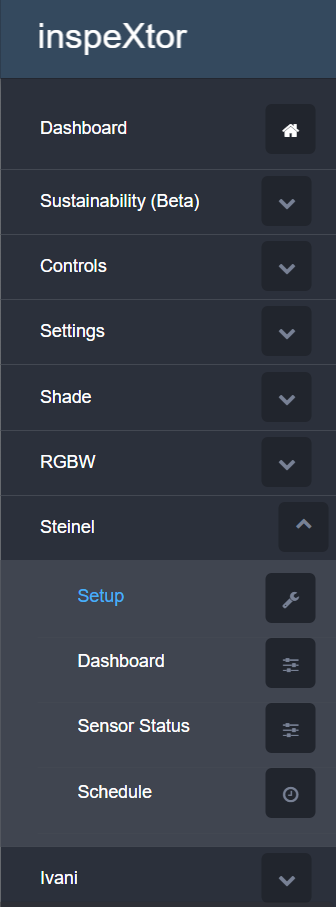 inspeXtor
Dashboard
Sustainability (Beta)
Controls
Settings
Shade
RGBW
Steinel
Setup
Dashboard
Sensor Status
Schedule
Ivani